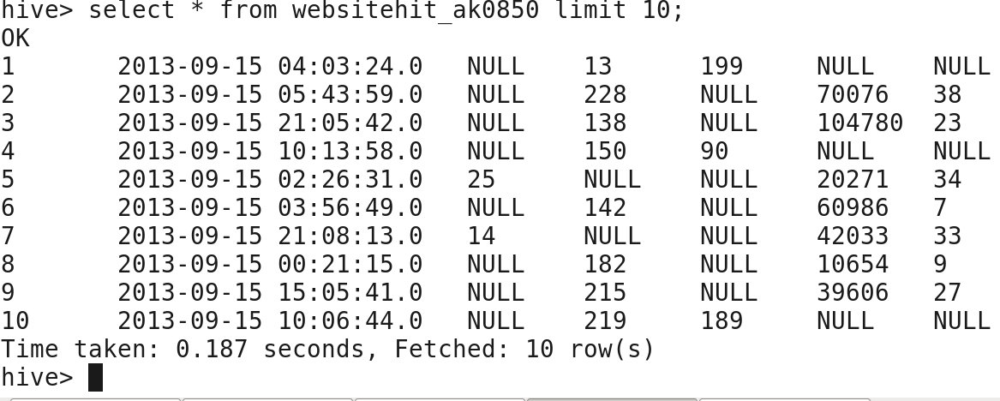 hive> select * from websitehit_ak0850 limit 10;
OK
1 2013-09-15 04:03:24.0 NULL 13 199 NULL NULL
2 2013-09-15 05:43:59.0 NULL 228 NULL 70076 38
3 2013-09-15 21:05:42.0 NULL 138 NULL 104780 23
4 2013-09-15 10:13:58.0 NULL 150 90 NULL NULL
5 2013-09-15 02:26:31.0 25 NULL NULL 20271 34
6 2013-09-15 03:56:49.0 NULL 142 NULL 60986 7
7 2013-09-15 21:08:13.0 14 NULL NULL 42033 33
8 2013-09-15 00:21:15.0 NULL 182 NULL 10654 9
9 2013-09-15 15:05:41.0 NULL 215 NULL 39606 27
10 2013-09-15 10:06:44.0 NULL 219 189 NULL NULL
Time taken: 0.187 seconds, Fetched: 10 row(s)
hive>